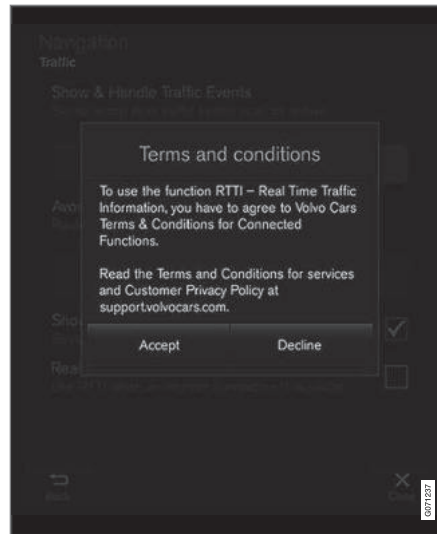 Navigation
Traffic
Show & Handle Traffic Events
Terms and conditions
To use the function RTTI – Real Time Traffic
Information, you have to agree to Volvo Cars
Terms & Conditions for Connected
Functions.
Read the Terms and Conditions for services
and Customer Privacy Policy at
support.volvocars.com.
Accept
Decline
Back
Close
G071237